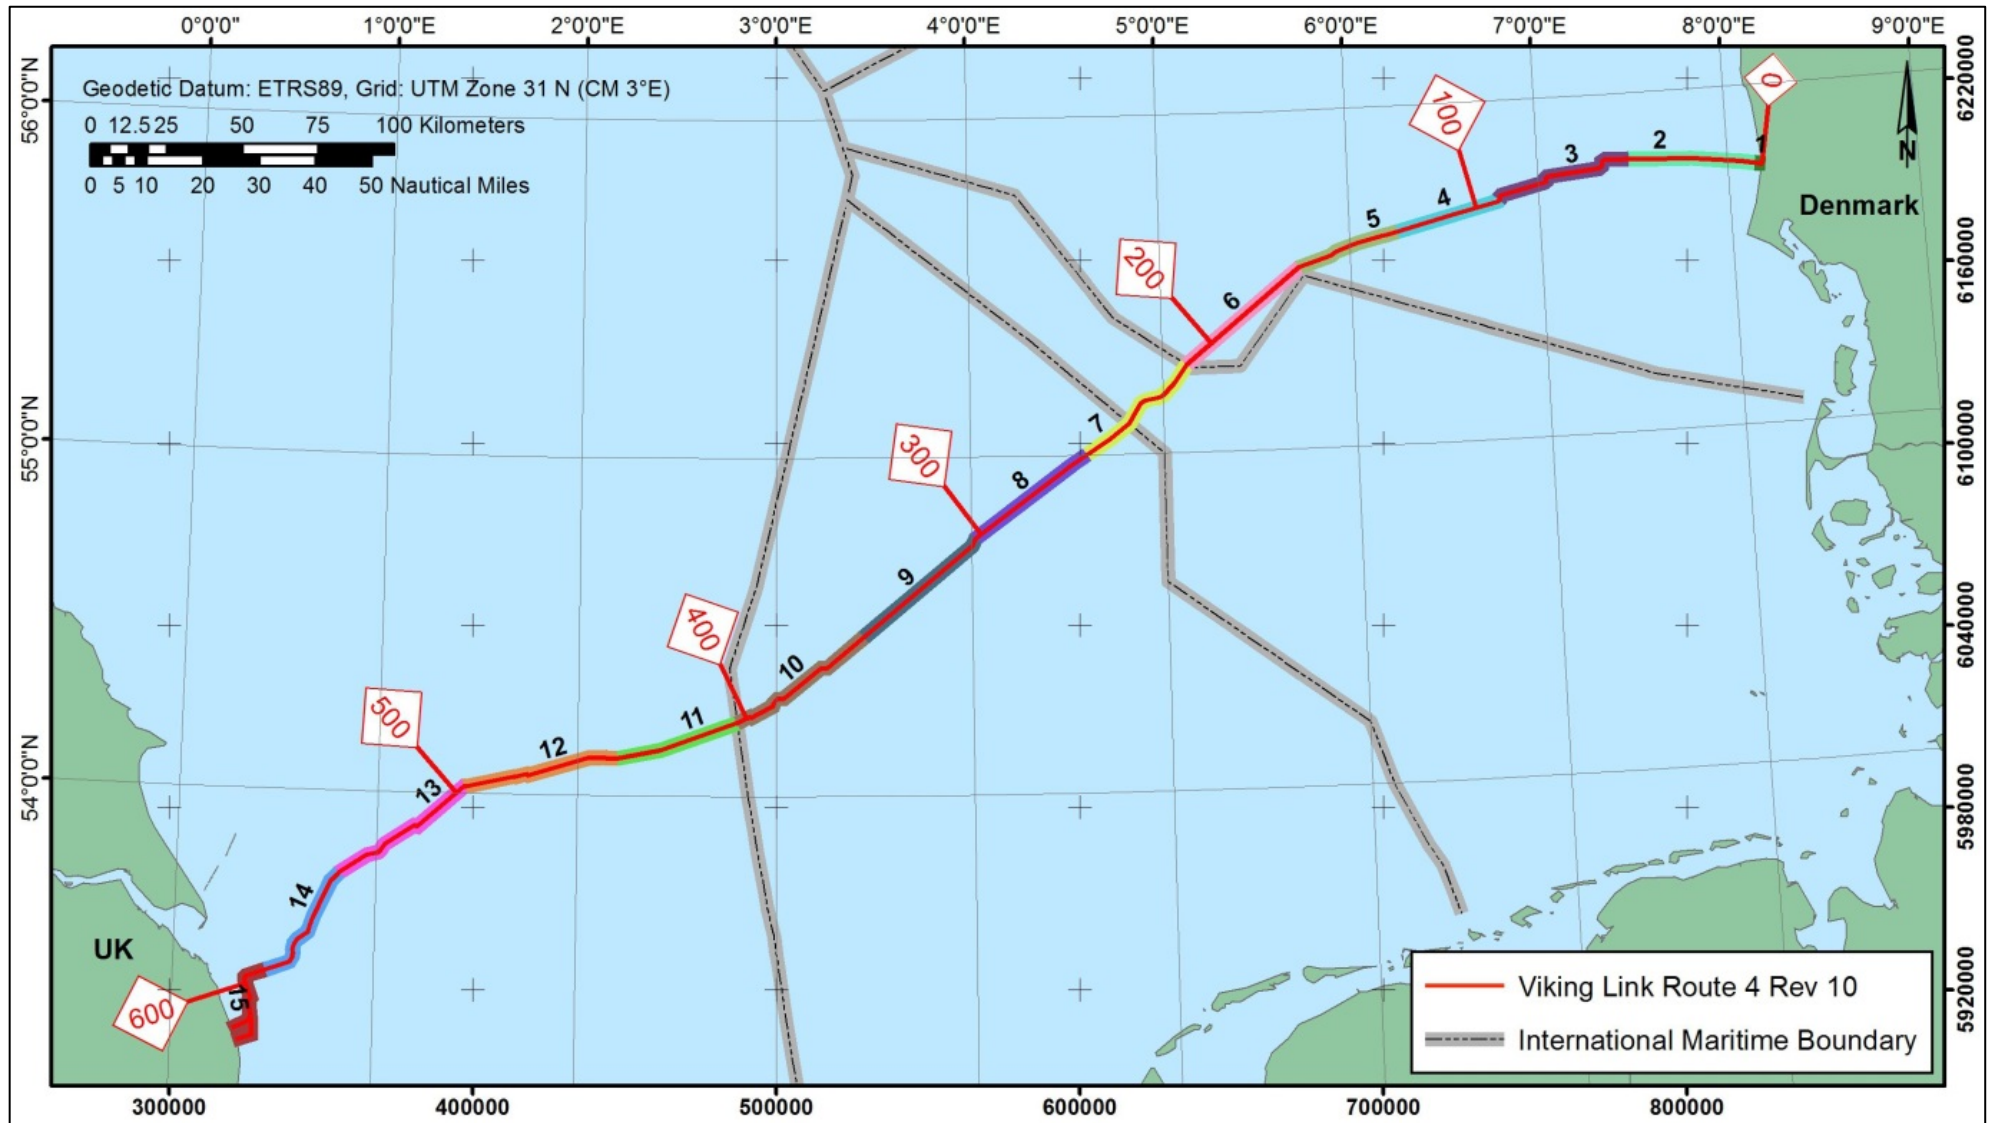 0°0'0"E 1°0'0"E 2°0'0"E 3°0'0"E 4°0'0"E 5°0'0"E 6°0'0"E 7°0'0"E 8°0'0"E 9°0'0"E
Geodetic Datum: ETRS89, Grid: UTM Zone 31 N (CM 3°E)
0 12.5 25 50 75 100 Kilometers
0 5 10 20 30 40 50 Nautical Miles
56°0'0"N
55°0'0"N
54°0'0"N
6220000
6160000
6100000
6040000
5980000
5920000
N
Denmark
0
100
200
300
400
500
600
1
2
3
4
5
6
7
8
9
10
11
12
13
14
15
UK
Viking Link Route 4 Rev 10
International Maritime Boundary
300000 400000 500000 600000 700000 800000